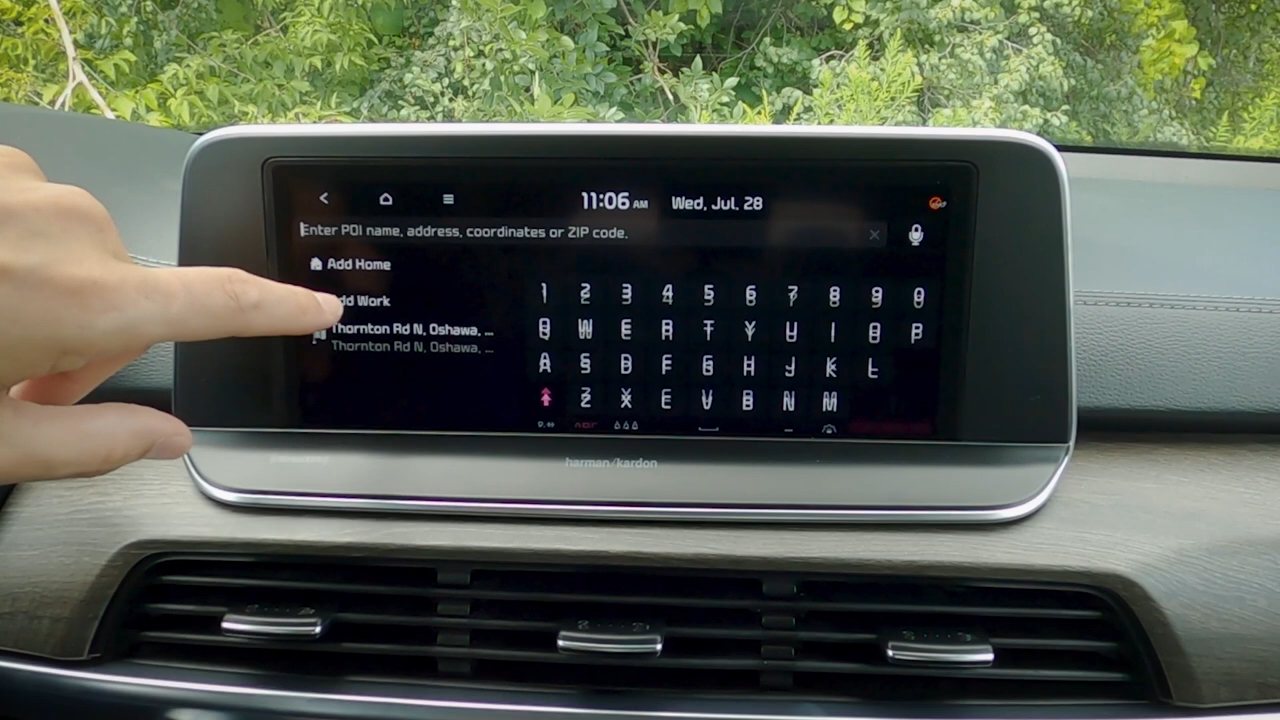 11:06 AM Wed, Jul. 28
Enter POI name, address, coordinates or ZIP code.
Add Home
dd Work
Thornton Rd N, Oshawa, ...
Thornton Rd N, Oshawa, ...
1 2 3 4 5 6 7 8 9 0
Q W E R T Y U I O P
A S D F G H J K L
Z X C V B N M
harman/kardon